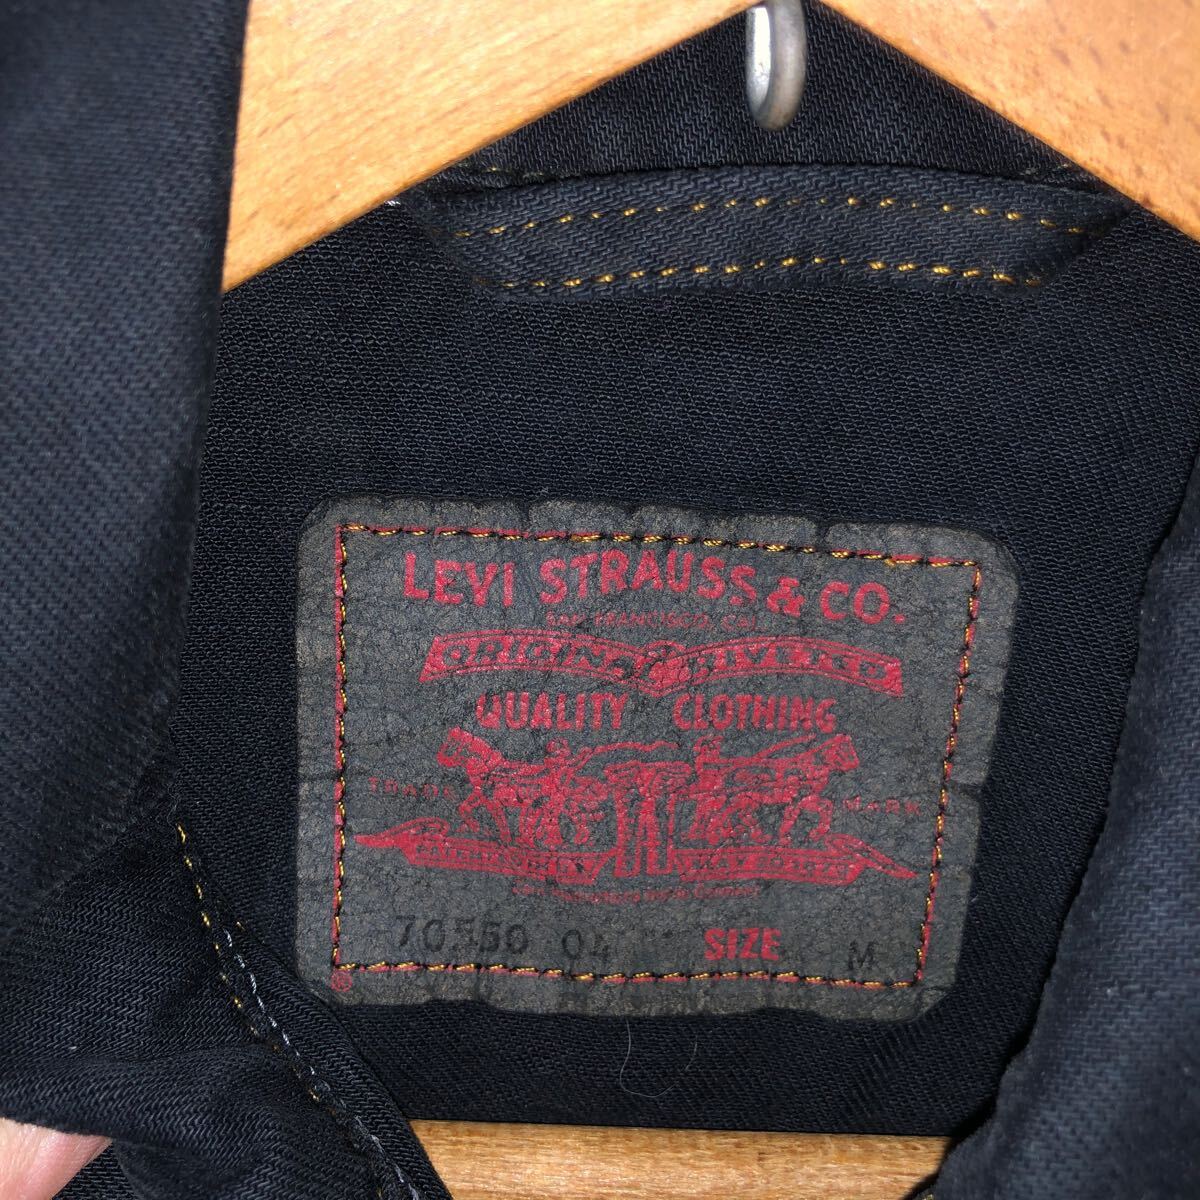 LEVI STRAUSS & CO.
SAN FRANCISCO, CAL.
ORIGINAL RIVETED
QUALITY CLOTHING
TRADE MARK
70550 04 SIZE M
®